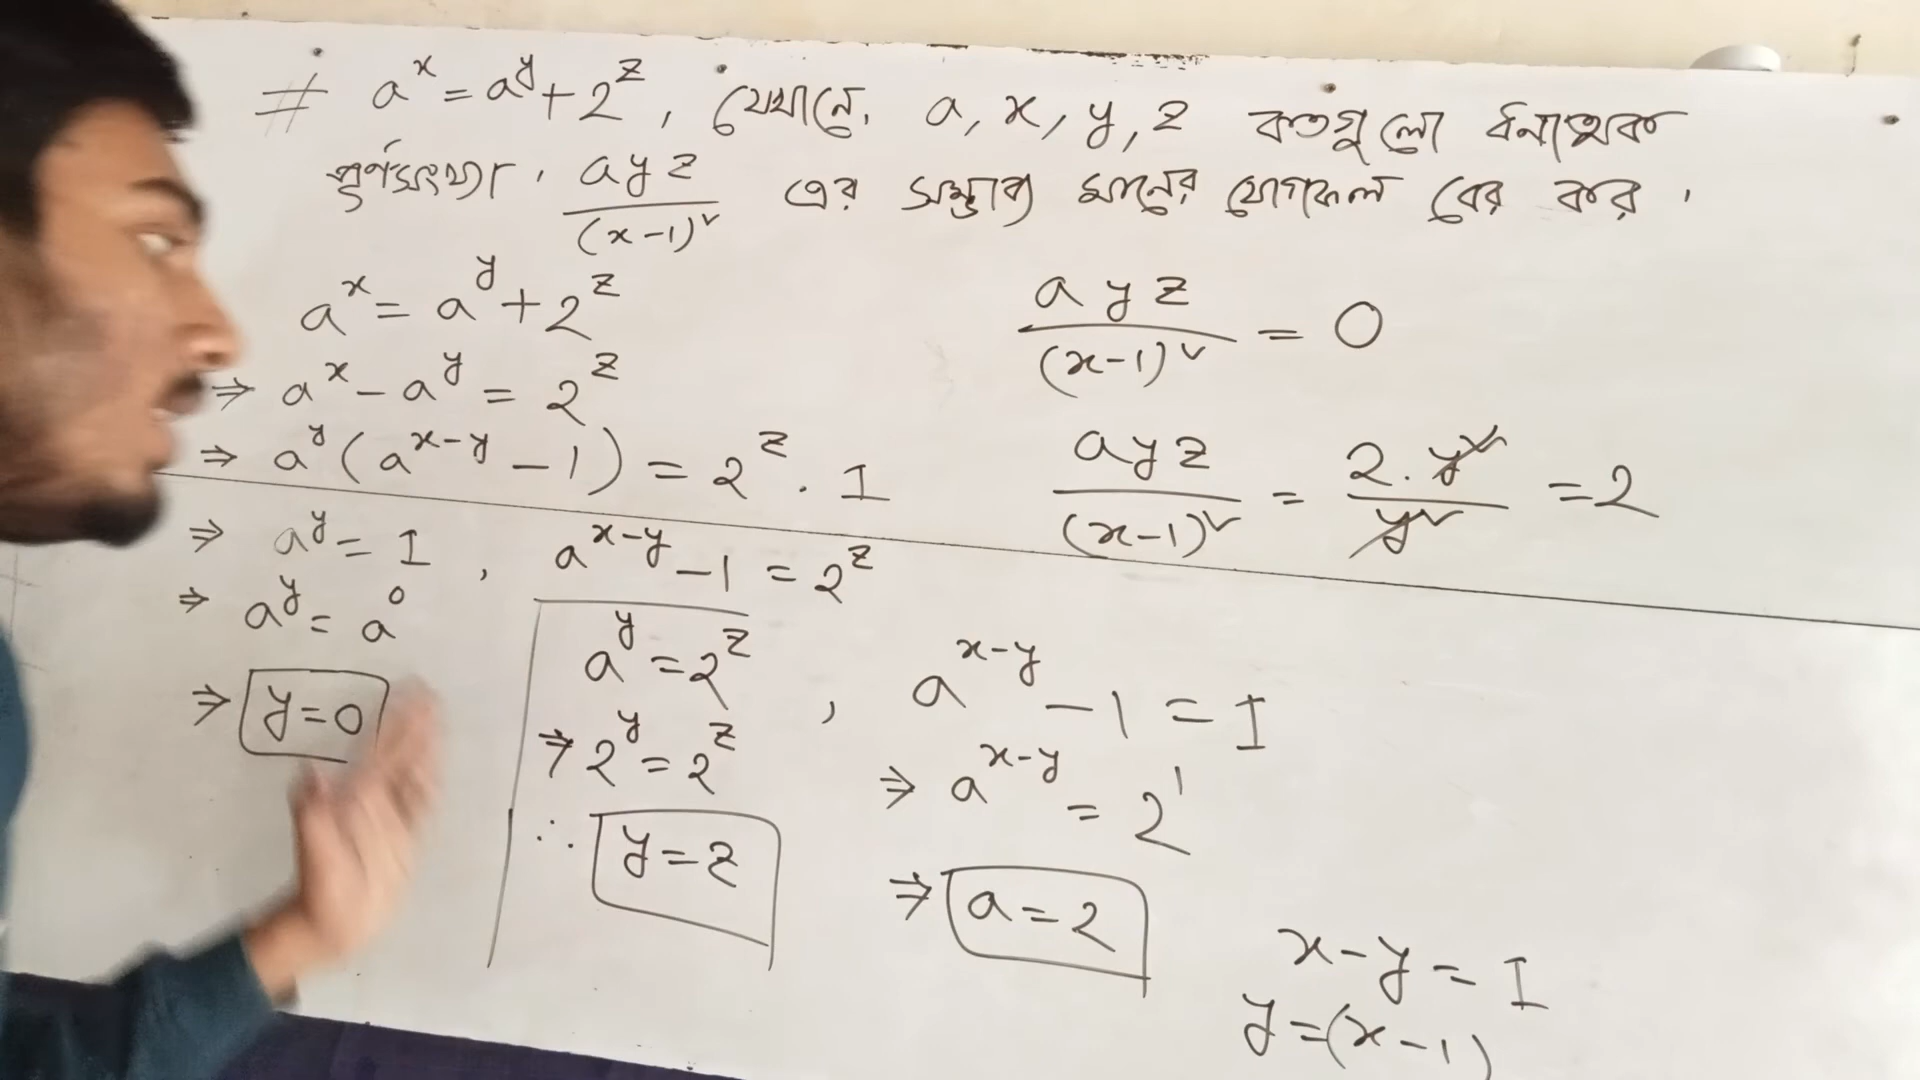 # a^x = a^y + 2^z, যেখানে, a, x, y, z কতগুলো ধনাত্মক
পূর্ণসংখ্যা, ayz/(x-1)² এর সম্ভাব্য মানের যোগফল বের কর।
a^x = a^y + 2^z
⇒ a^x - a^y = 2^z
⇒ a^y (a^(x-y) - 1) = 2^z . 1
⇒ a^y = 1 , a^(x-y) - 1 = 2^z
⇒ a^y = a^0
⇒ y = 0
a^y = 2^z , a^(x-y) - 1 = 1
⇒ 2^y = 2^z
⇒ a^(x-y) = 2^1
∴ y = z
⇒ a = 2
x - y = 1
y = (x - 1)
ayz/(x-1)² = 0
ayz/(x-1)² = 2.y²/y² = 2